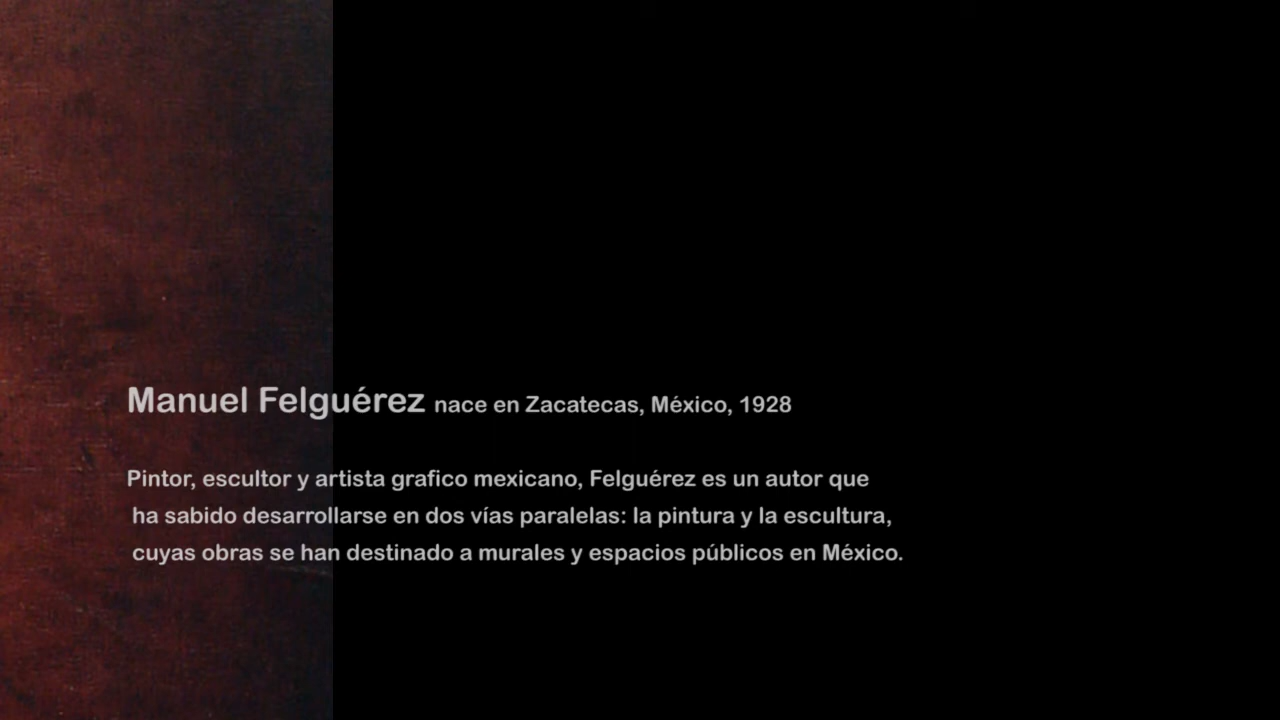 Manuel Felguérez nace en Zacatecas, México, 1928
Pintor, escultor y artista grafico mexicano, Felguérez es un autor que
ha sabido desarrollarse en dos vías paralelas: la pintura y la escultura,
cuyas obras se han destinado a murales y espacios públicos en México.